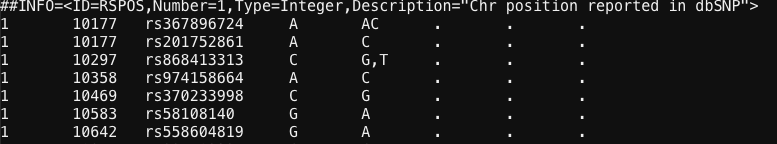 ##INFO=<ID=RSPOS,Number=1,Type=Integer,Description="Chr position reported in dbSNP">
1 10177 rs367896724 A AC . . .
1 10177 rs201752861 A C . . .
1 10297 rs868413313 C G,T . . .
1 10358 rs974158664 A C . . .
1 10469 rs370233998 C G . . .
1 10583 rs58108140 G A . . .
1 10642 rs558604819 G A . . .